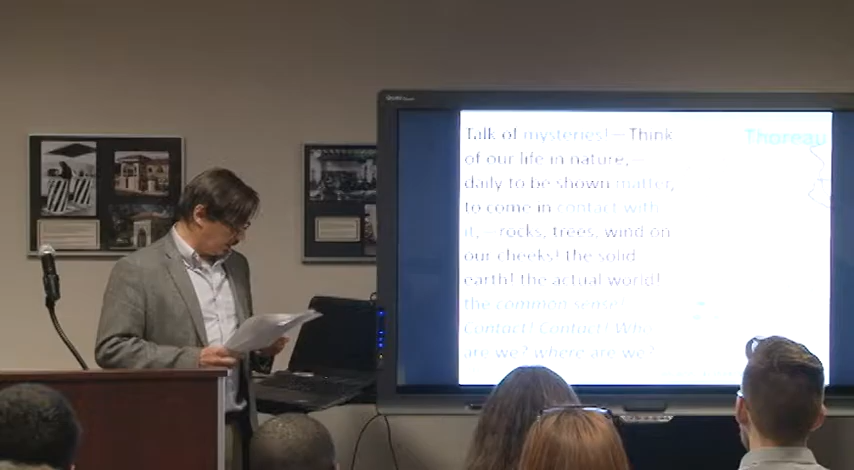 Talk of mysteries!—Think
of our life in nature,—
daily to be shown matter,
to come in contact with
it,—rocks, trees, wind on
our cheeks! the solid
earth! the actual world!
the common sense!
Contact! Contact! Who
are we? where are we?
Thoreau